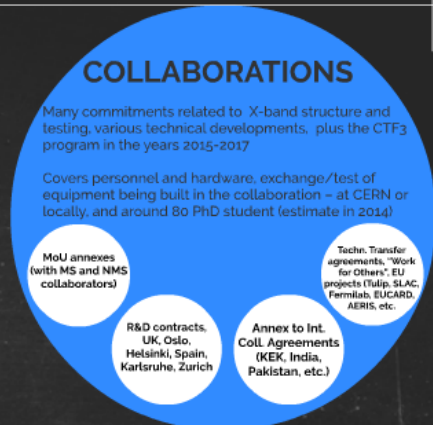 COLLABORATIONS
Many commitments related to X-band structure and
testing, various technical developments, plus the CTF3
program in the years 2015-2017
Covers personnel and hardware, exchange/test of
equipment being built in the collaboration – at CERN or
locally, and around 80 PhD student (estimate in 2014)
MoU annexes
(with MS and NMS
collaborators)
R&D contracts,
UK, Oslo,
Helsinki, Spain,
Karlsruhe, Zurich
Annex to Int.
Coll. Agreements
(KEK, India,
Pakistan, etc.)
Techn. Transfer
agreements, "Work
for Others", EU
projects (Tulip, SLAC,
Fermilab, EUCARD,
AERIS, etc.